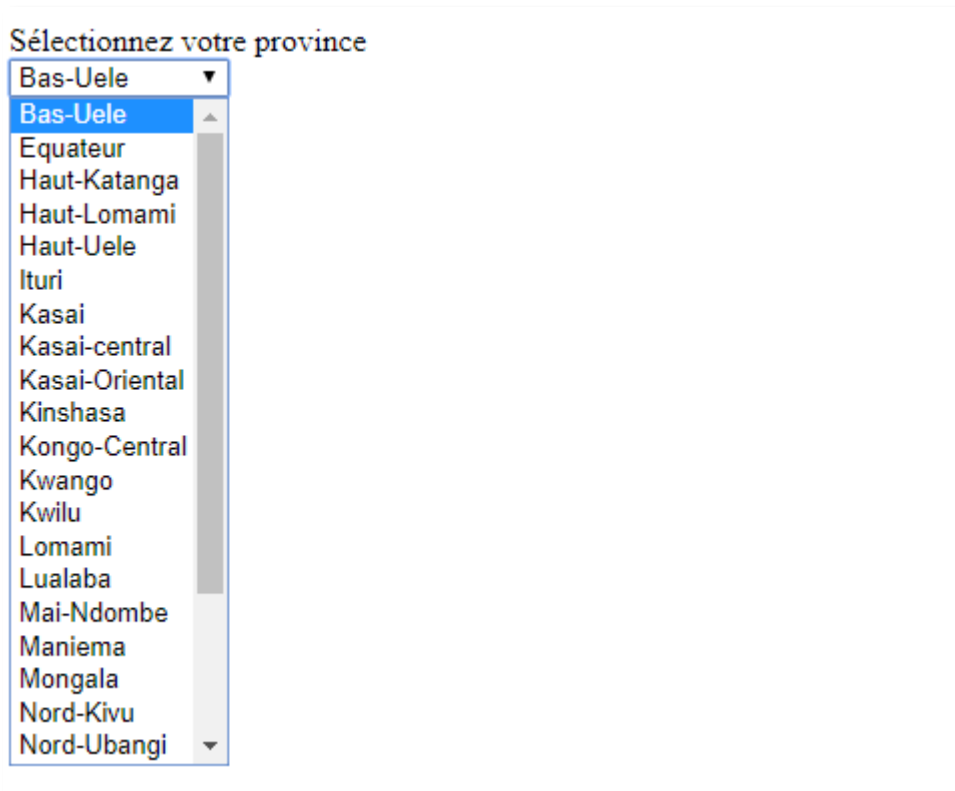 Sélectionnez votre province
Bas-Uele
Bas-Uele
Equateur
Haut-Katanga
Haut-Lomami
Haut-Uele
Ituri
Kasai
Kasai-central
Kasai-Oriental
Kinshasa
Kongo-Central
Kwango
Kwilu
Lomami
Lualaba
Mai-Ndombe
Maniema
Mongala
Nord-Kivu
Nord-Ubangi